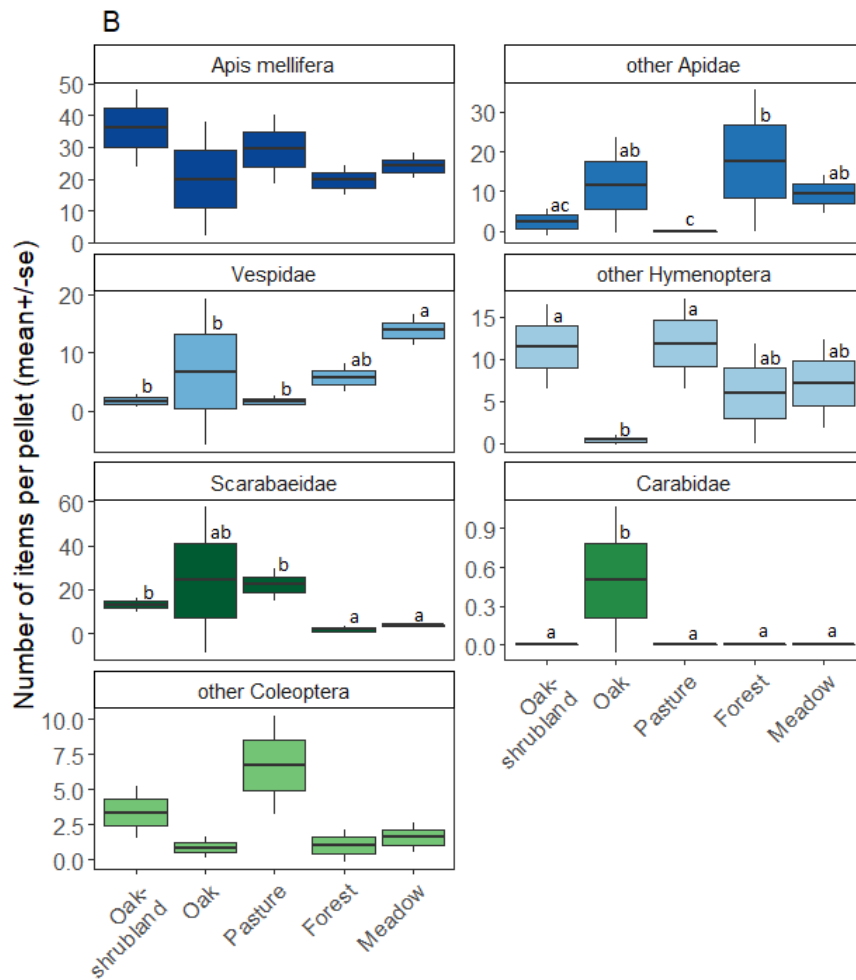 B
Number of items per pellet (mean+/-se)
Apis mellifera
50
40
30
20
10
0
other Apidae
30
20
10
0
ac
ab
c
b
ab
Vespidae
20
10
0
b
b
b
ab
a
other Hymenoptera
15
10
5
0
a
b
a
ab
ab
Scarabaeidae
60
40
20
0
b
ab
b
a
a
Carabidae
0.9
0.6
0.3
0.0
a
b
a
a
a
Oak-
shrubland
Oak
Pasture
Forest
Meadow
other Coleoptera
10.0
7.5
5.0
2.5
0.0
Oak-
shrubland
Oak
Pasture
Forest
Meadow